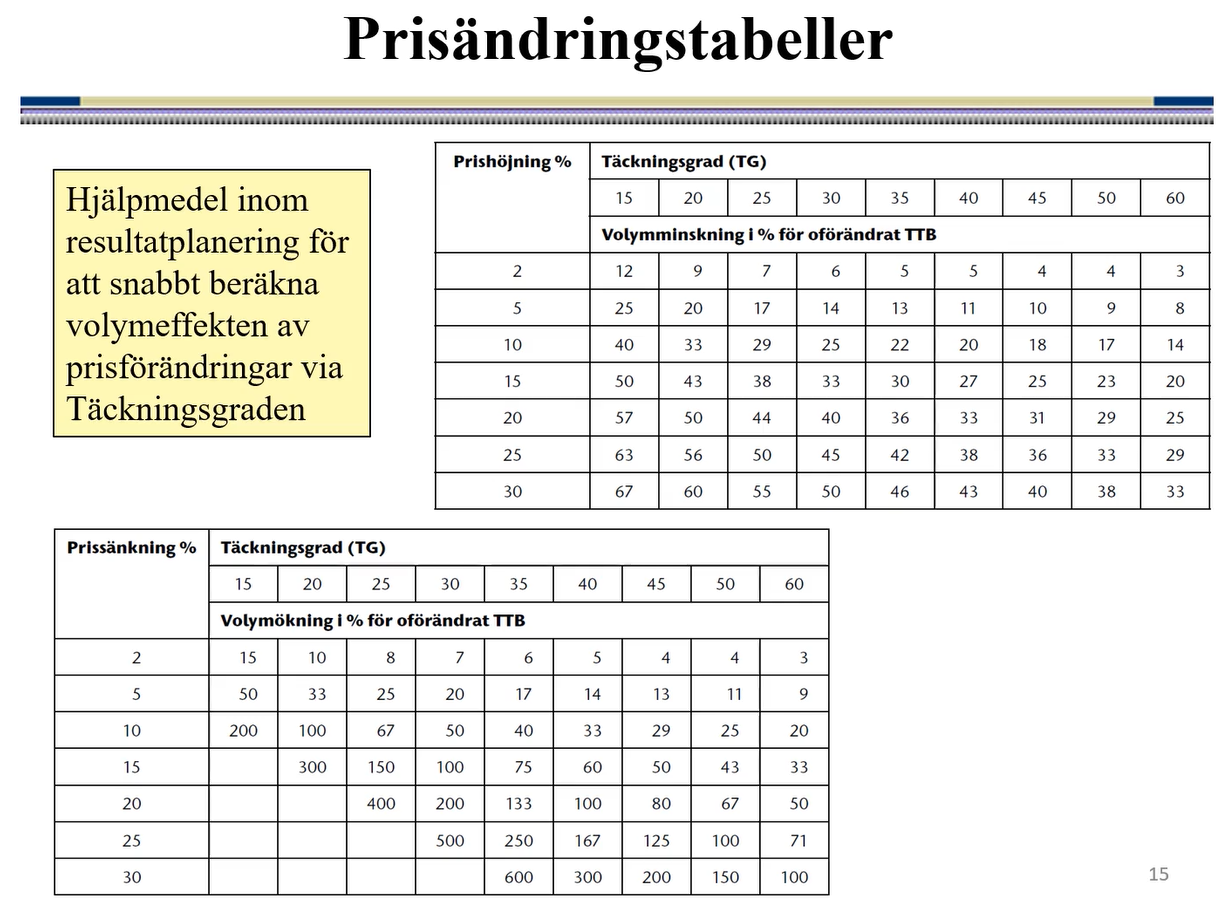 Prisändringstabeller
Hjälpmedel inom
resultatplanering för
att snabbt beräkna
volymeffekten av
prisförändringar via
Täckningsgraden
Prishöjning % Täckningsgrad (TG)
15 20 25 30 35 40 45 50 60
Volymminskning i % för oförändrat TTB
2 12 9 7 6 5 5 4 4 3
5 25 20 17 14 13 11 10 9 8
10 40 33 29 25 22 20 18 17 14
15 50 43 38 33 30 27 25 23 20
20 57 50 44 40 36 33 31 29 25
25 63 56 50 45 42 38 36 33 29
30 67 60 55 50 46 43 40 38 33
Prissänkning % Täckningsgrad (TG)
15 20 25 30 35 40 45 50 60
Volymökning i % för oförändrat TTB
2 15 10 8 7 6 5 4 4 3
5 50 33 25 20 17 14 13 11 9
10 200 100 67 50 40 33 29 25 20
15 300 150 100 75 60 50 43 33
20 400 200 133 100 80 67 50
25 500 250 167 125 100 71
30 600 300 200 150 100
15